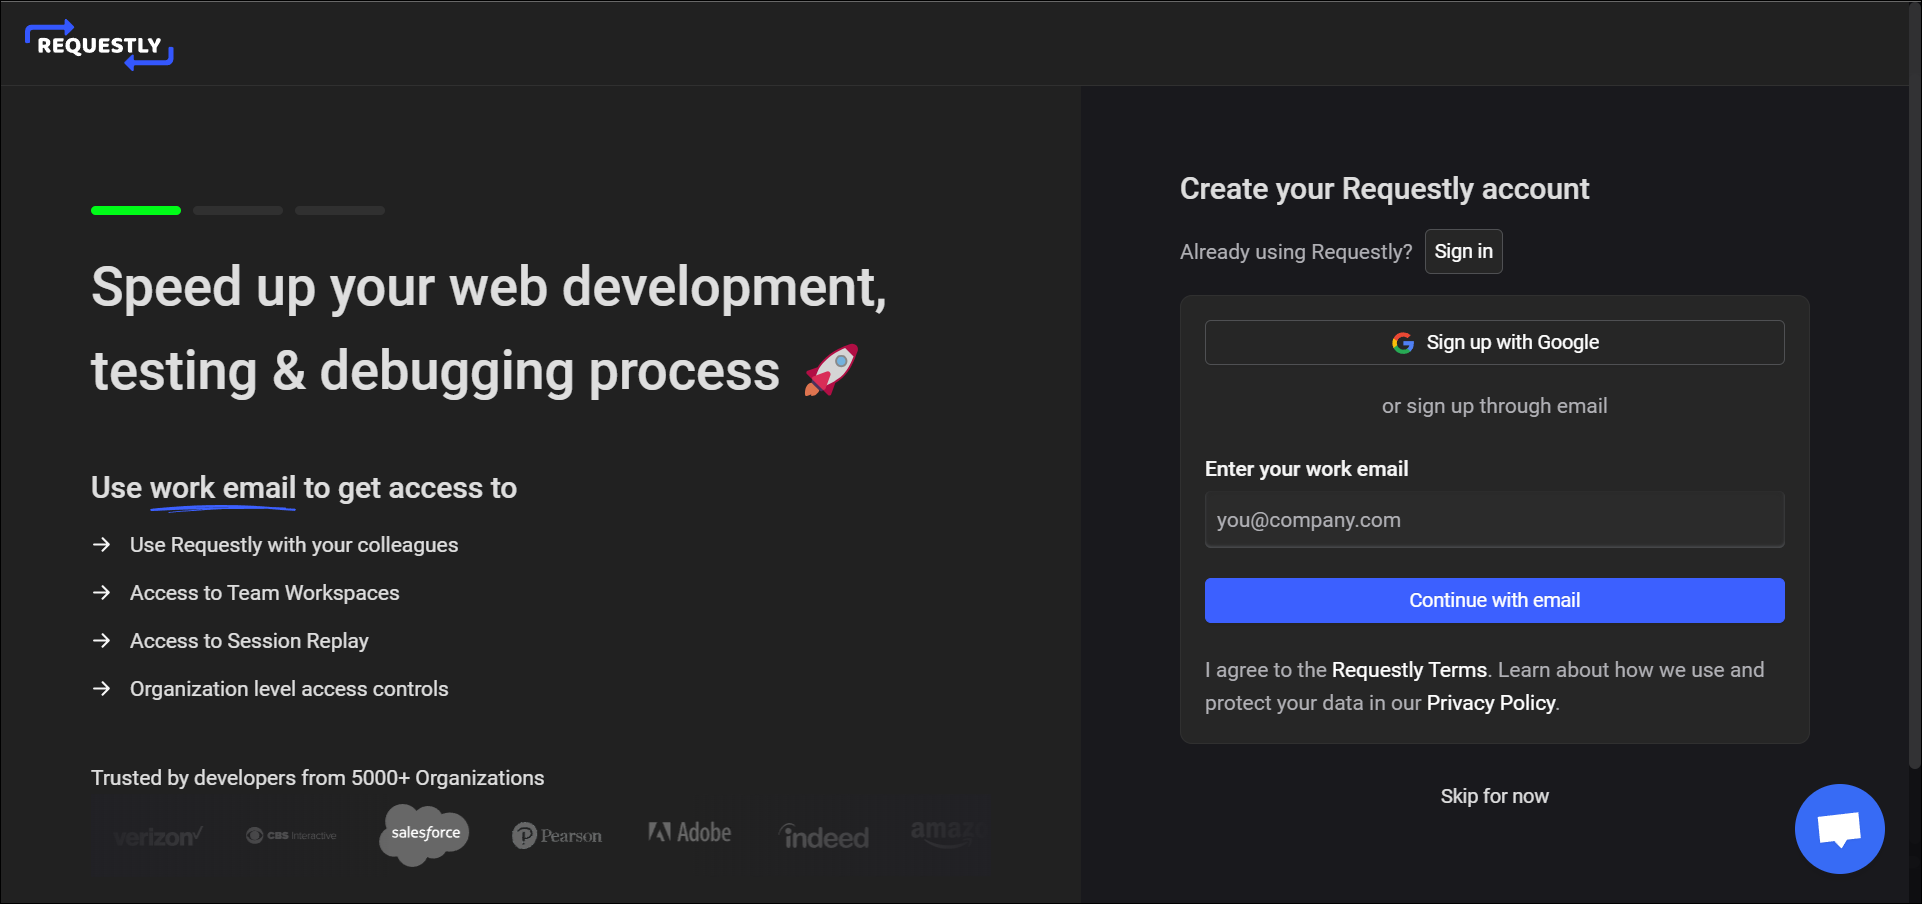 REQUESTLY
Speed up your web development,
testing & debugging process
Use work email to get access to
Use Requestly with your colleagues
Access to Team Workspaces
Access to Session Replay
Organization level access controls
Trusted by developers from 5000+ Organizations
verizon
CBS Interactive
salesforce
Pearson
Adobe
indeed
amaz
Create your Requestly account
Already using Requestly? Sign in
Sign up with Google
or sign up through email
Enter your work email
you@company.com
Continue with email
I agree to the Requestly Terms. Learn about how we use and
protect your data in our Privacy Policy.
Skip for now